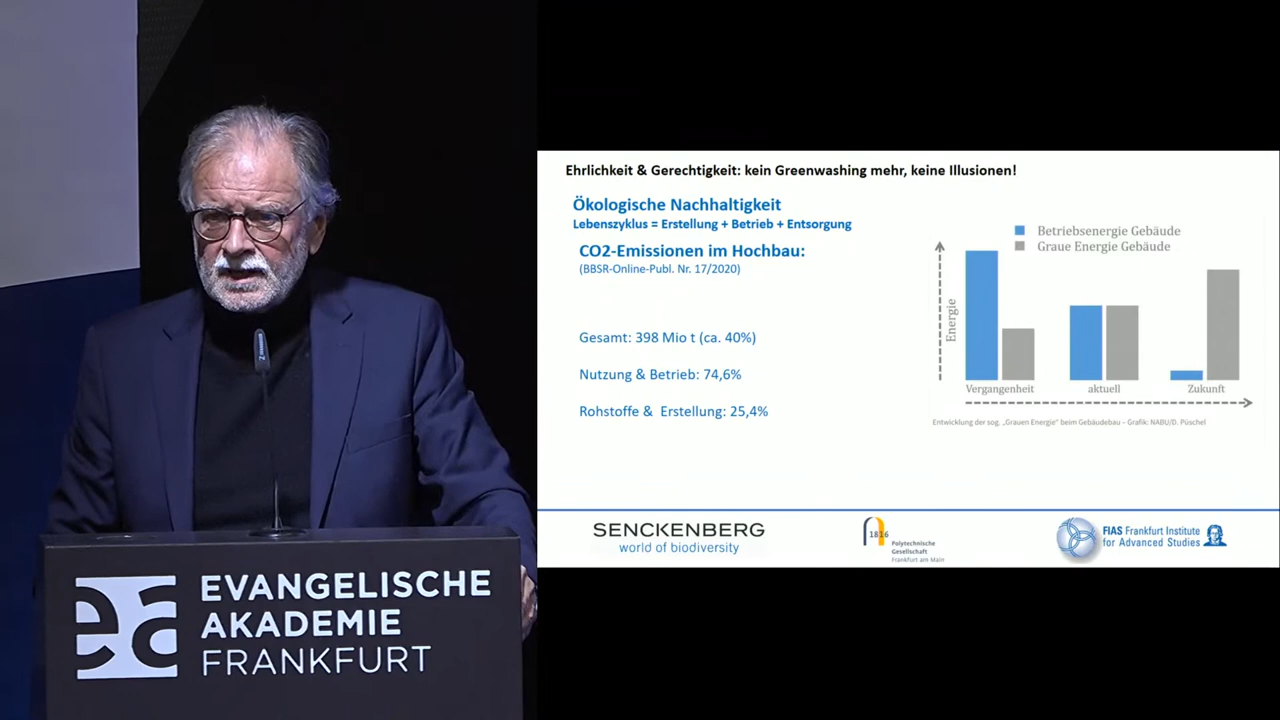 EVANGELISCHE
AKADEMIE
FRANKFURT
Ehrlichkeit & Gerechtigkeit: kein Greenwashing mehr, keine Illusionen!
Ökologische Nachhaltigkeit
Lebenszyklus = Erstellung + Betrieb + Entsorgung
CO2-Emissionen im Hochbau:
(BBSR-Online-Publ. Nr. 17/2020)
Gesamt: 398 Mio t (ca. 40%)
Nutzung & Betrieb: 74,6%
Rohstoffe & Erstellung: 25,4%
Betriebsenergie Gebäude
Graue Energie Gebäude
Energie
Vergangenheit aktuell Zukunft
Entwicklung der sog. „Grauen Energie“ beim Gebäudebau – Grafik: NABU/D. Püschel
SENCKENBERG
world of biodiversity
1816
Polytechnische
Gesellschaft
Frankfurt am Main
FIAS Frankfurt Institute
for Advanced Studies